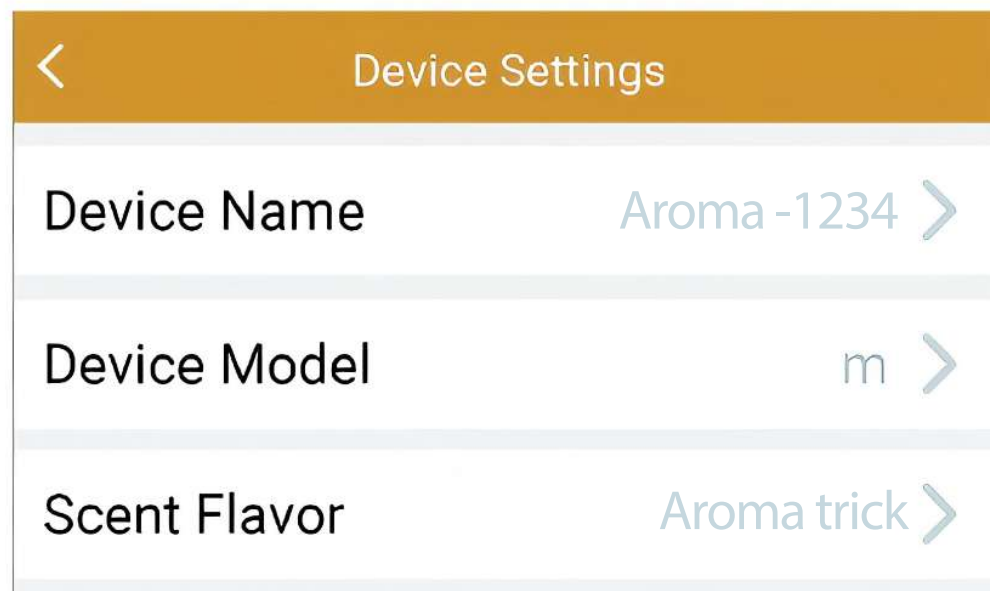 Device Settings
Device Name Aroma -1234
Device Model m
Scent Flavor Aroma trick